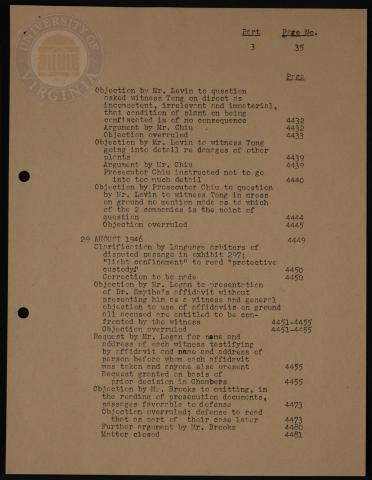 UNIVERSITY OF VIRGINIA
Part Page No.
3 35
Page
Objection by Mr. Levin to question
asked witness Tong on direct as
incompetent, irrelevant and immaterial,
that condition of plant on being
confiscated is of no consequence 4432
Argument by Mr. Chiu 4432
Objection overruled 4433
Objection by Mr. Levin to witness Tong
going into detail re damages of other
plants 4439
Argument by Mr. Chiu 4439
Prosecutor Chiu instructed not to go
into too much detail 4440
Objection by Prosecutor Chiu to question
by Mr. Levin to witness Tong in cross
on ground no mention made as to which
of the 2 companies is the point of
question 4444
Objection overruled 4445
29 AUGUST 1946 4449
Clarification by language arbiters of
disputed passage in exhibit 297;
"light confinement" to read "protective
custody" 4450
Correction to be made 4450
Objection by Mr. Logan to presentation
of Dr. Smythe's affidavit without
presenting him as a witness and general
objection to use of affidavits on ground
all accused are entitled to be con-
fronted by the witness 4451-4455
Objection overruled 4451-4455
Request by Mr. Logan for name and
address of each witness testifying
by affidavit and name and address of
person before whom each affidavit
was taken and anyone else present 4455
Request granted on basis of
prior decision in Chambers 4455
Objection by Mr. Brooks to omitting, in
the reading of prosecution documents,
passages favorable to defense 4473
Objection overruled; defense to read
that as part of their case later 4473
Further argument by Mr. Brooks 4480
Matter closed 4481